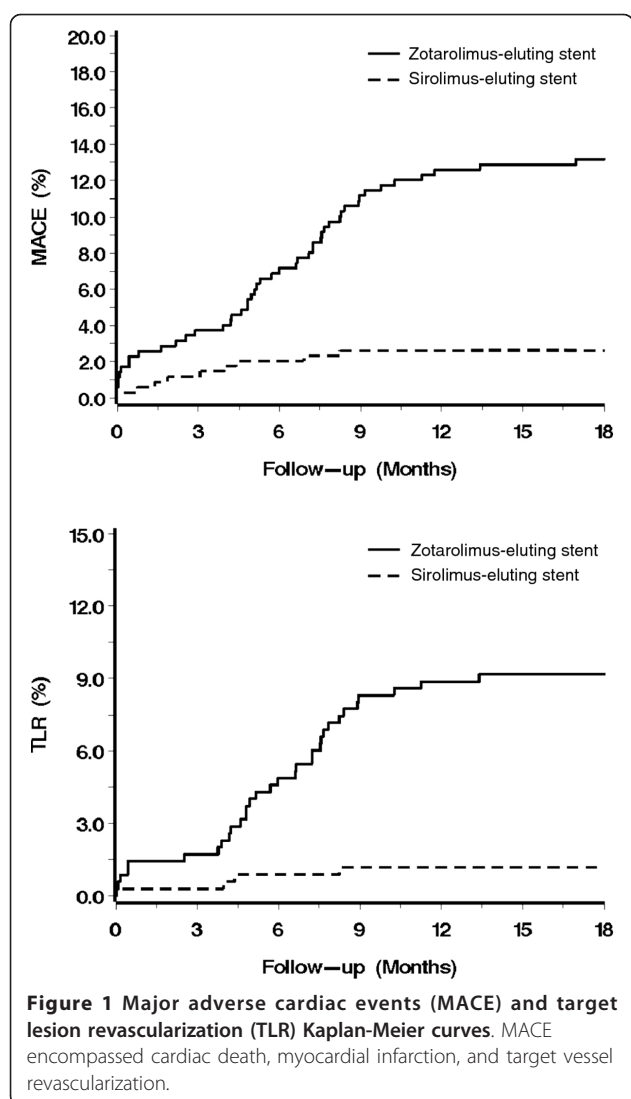 20.0
18.0
16.0
14.0
12.0
10.0
8.0
6.0
4.0
2.0
0.0
MACE (%)
Zotarolimus-eluting stent
Sirolimus-eluting stent
0 3 6 9 12 15 18
Follow-up (Months)
15.0
12.0
9.0
6.0
3.0
0.0
TLR (%)
Zotarolimus-eluting stent
Sirolimus-eluting stent
0 3 6 9 12 15 18
Follow-up (Months)
Figure 1 Major adverse cardiac events (MACE) and target
lesion revascularization (TLR) Kaplan-Meier curves. MACE
encompassed cardiac death, myocardial infarction, and target vessel
revascularization.